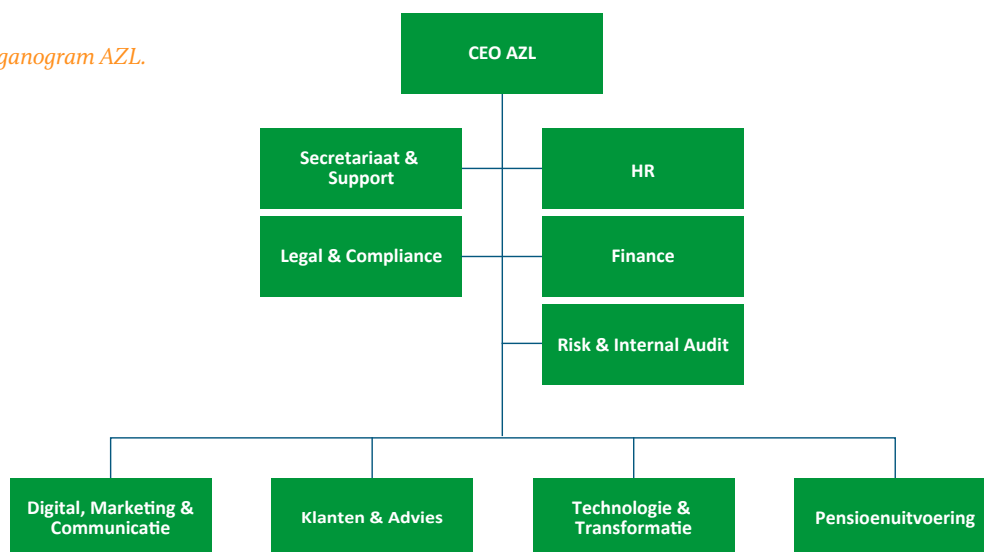 ganogram AZL.
CEO AZL
Secretariaat &
Support
HR
Legal & Compliance
Finance
Risk & Internal Audit
Digital, Marketing &
Communicatie
Klanten & Advies
Technologie &
Transformatie
Pensioenuitvoering